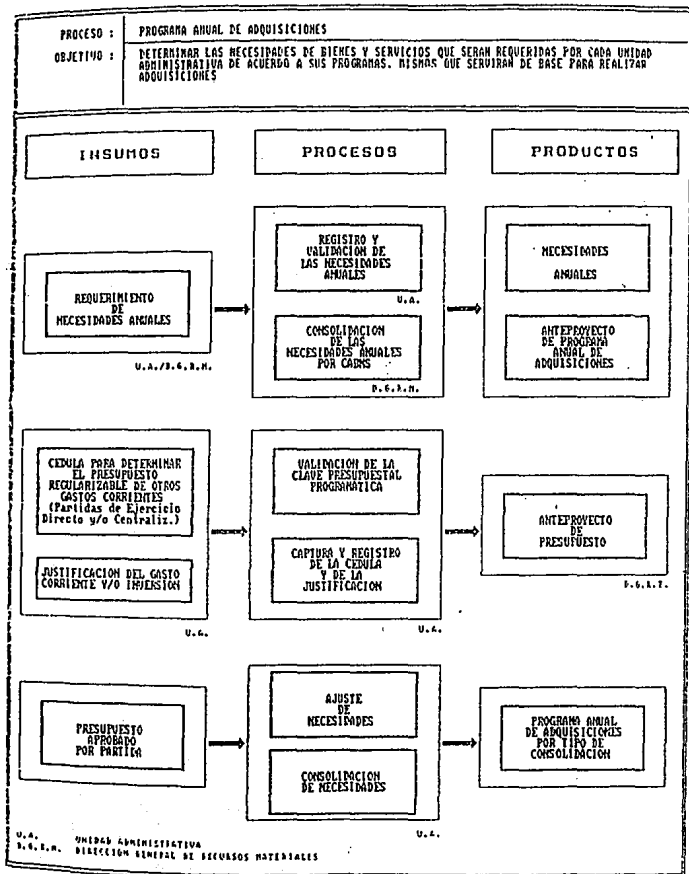 PROCESO :
PROGRAMA ANUAL DE ADQUISICIONES
OBJETIVO :
DETERMINAR LAS NECESIDADES DE BIENES Y SERVICIOS QUE SERAN REQUERIDAS POR CADA UNIDAD
ADMINISTRATIVA DE ACUERDO A SUS PROGRAMAS. MISMOS QUE SERVIRAN DE BASE PARA REALIZAR
ADQUISICIONES
INSUMOS
PROCESOS
PRODUCTOS
REQUERIMIENTO
DE
NECESIDADES ANUALES
U.A./D.G.R.M.
REGISTRO Y
VALIDACION DE
LAS NECESIDADES
ANUALES
U.A.
CONSOLIDACION
DE LAS
NECESIDADES ANUALES
POR CABMS
D.G.R.M.
NECESIDADES
ANUALES
ANTEPROYECTO
DE PROGRAMA
ANUAL DE
ADQUISICIONES
CEDULA PARA DETERMINAR
EL PRESUPUESTO
REGULARIZABLE DE OTROS
GASTOS CORRIENTES
(Partidas de Ejercicio
Directo y/o Centraliz.)
JUSTIFICACION DEL GASTO
CORRIENTE Y/O INVERSION
U.A.
VALIDACION DE LA
CLAVE PRESUPUESTAL
PROGRAMATICA
CAPTURA Y REGISTRO
DE LA CEDULA
Y DE LA
JUSTIFICACION
U.A.
ANTEPROYECTO
DE
PRESUPUESTO
PRESUPUESTO
APROBADO
POR PARTIDA
AJUSTE
DE
NECESIDADES
CONSOLIDACION
DE NECESIDADES
U.A.
PROGRAMA ANUAL
DE ADQUISICIONES
POR TIPO DE
CONSOLIDACION
U.A. UNIDAD ADMINISTRATIVA
D.G.R.M. DIRECCION GENERAL DE RECURSOS MATERIALES